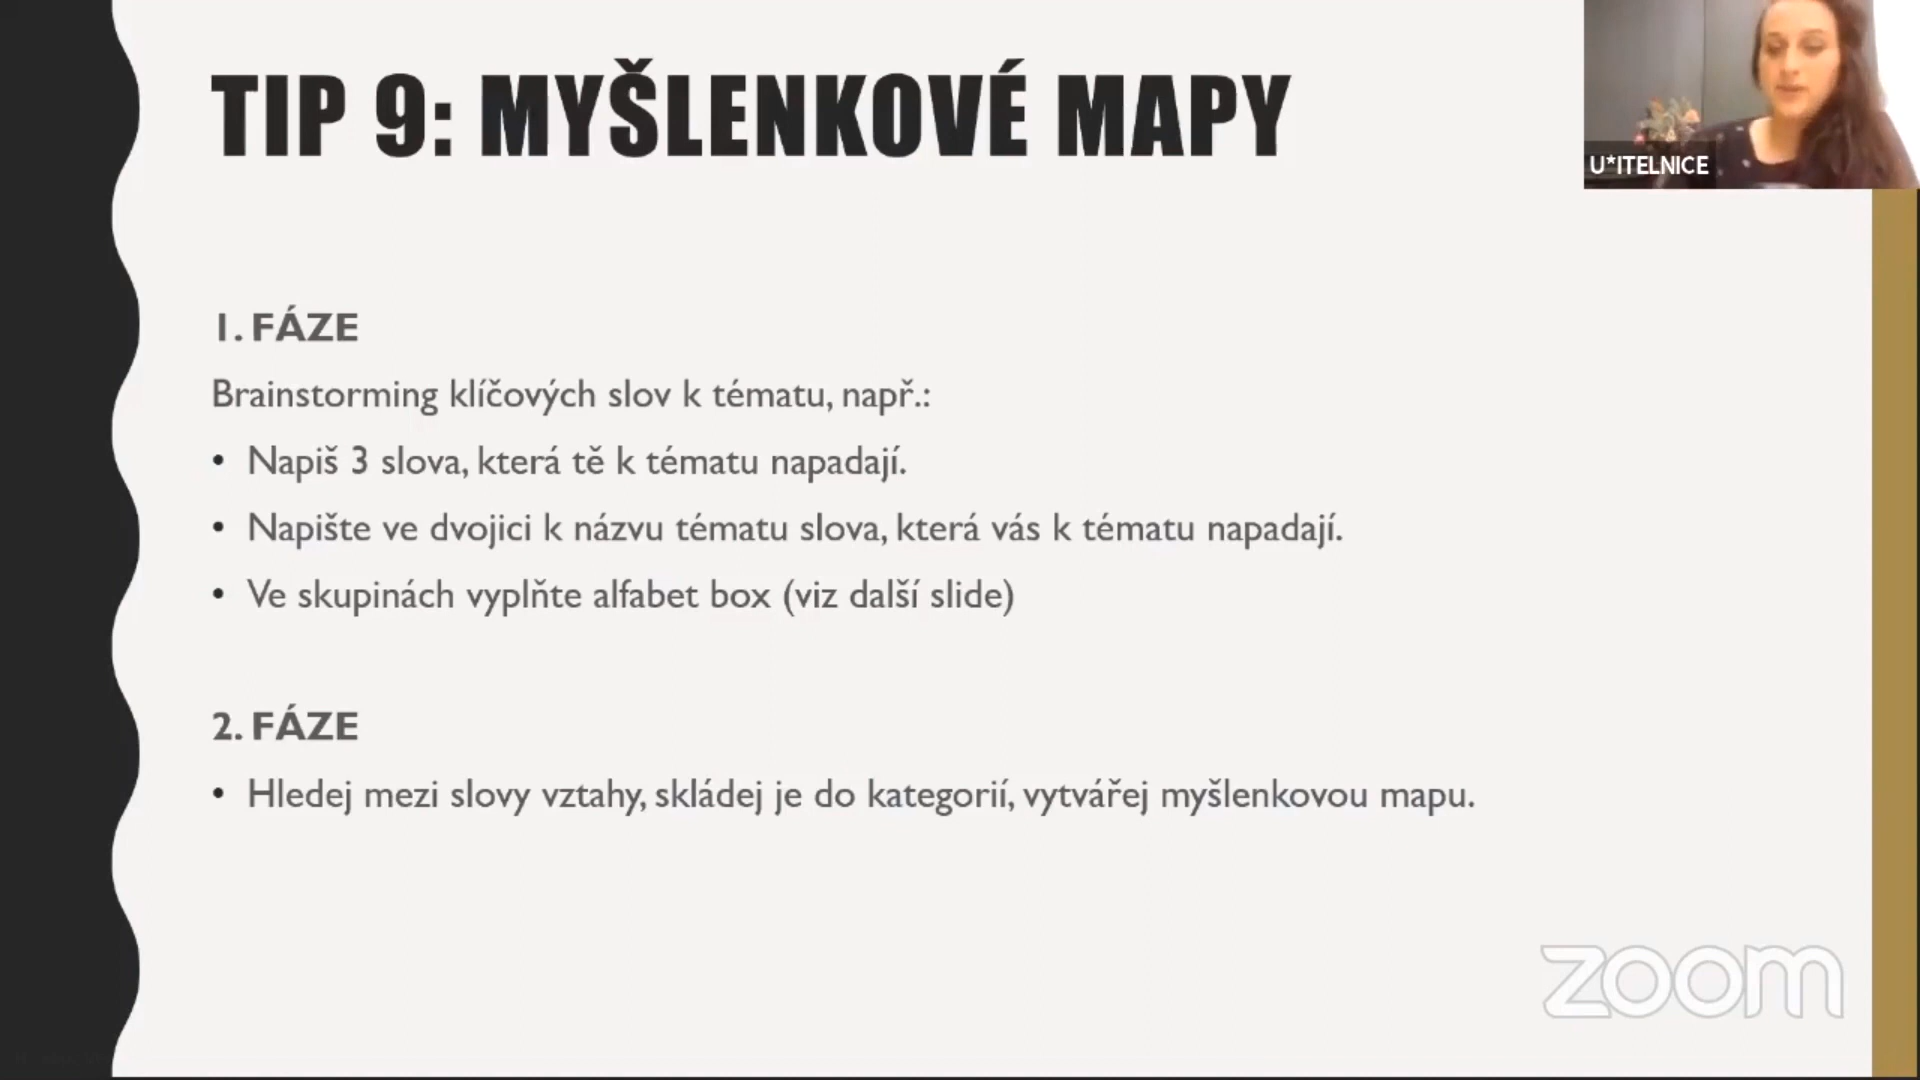 TIP 9: MYŠLENKOVÉ MAPY
U*ITELNICE
1. FÁZE
Brainstorming klíčových slov k tématu, např.:
• Napiš 3 slova, která tě k tématu napadají.
• Napište ve dvojici k názvu tématu slova, která vás k tématu napadají.
• Ve skupinách vyplňte alfabet box (viz další slide)
2. FÁZE
• Hledej mezi slovy vztahy, skládej je do kategorií, vytvářej myšlenkovou mapu.
zoom